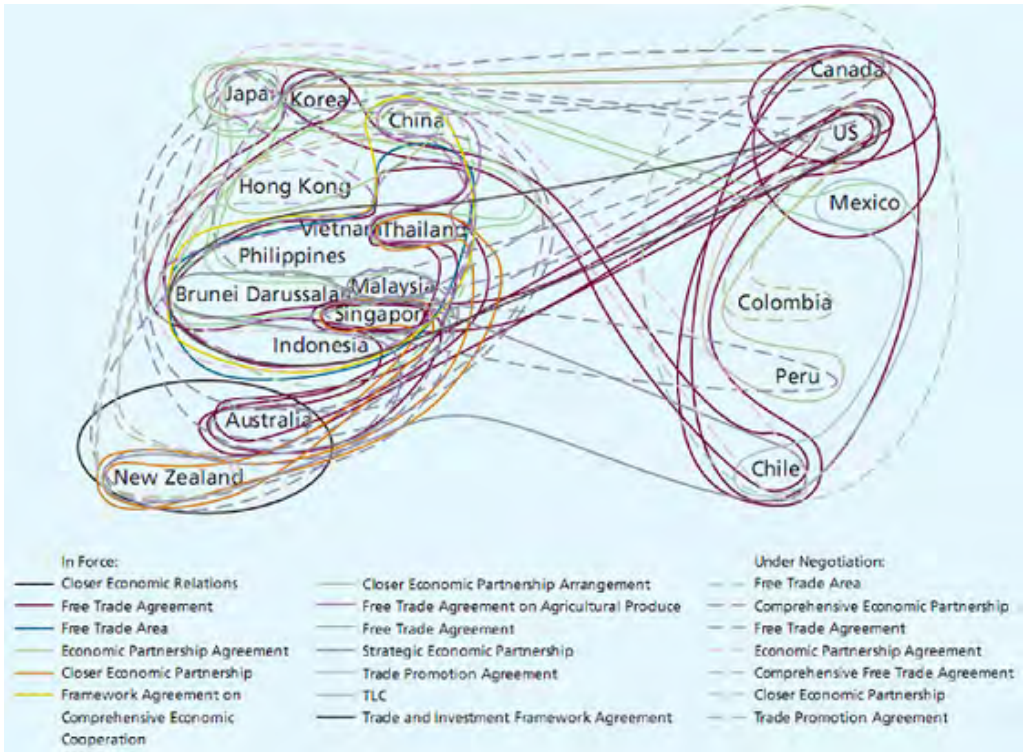 Japa
Korea
China
Canada
US
Hong Kong
Mexico
Vietnam
Thailand
Philippines
Malaysia
Brunei Darussala
Singapor
Colombia
Indonesia
Peru
Australia
New Zealand
Chile
In Force:
Closer Economic Relations
Free Trade Agreement
Free Trade Area
Economic Partnership Agreement
Closer Economic Partnership
Framework Agreement on
Comprehensive Economic
Cooperation
Closer Economic Partnership Arrangement
Free Trade Agreement on Agricultural Produce
Free Trade Agreement
Strategic Economic Partnership
Trade Promotion Agreement
TLC
Trade and Investment Framework Agreement
Under Negotiation:
Free Trade Area
Comprehensive Economic Partnership
Free Trade Agreement
Economic Partnership Agreement
Comprehensive Free Trade Agreement
Closer Economic Partnership
Trade Promotion Agreement